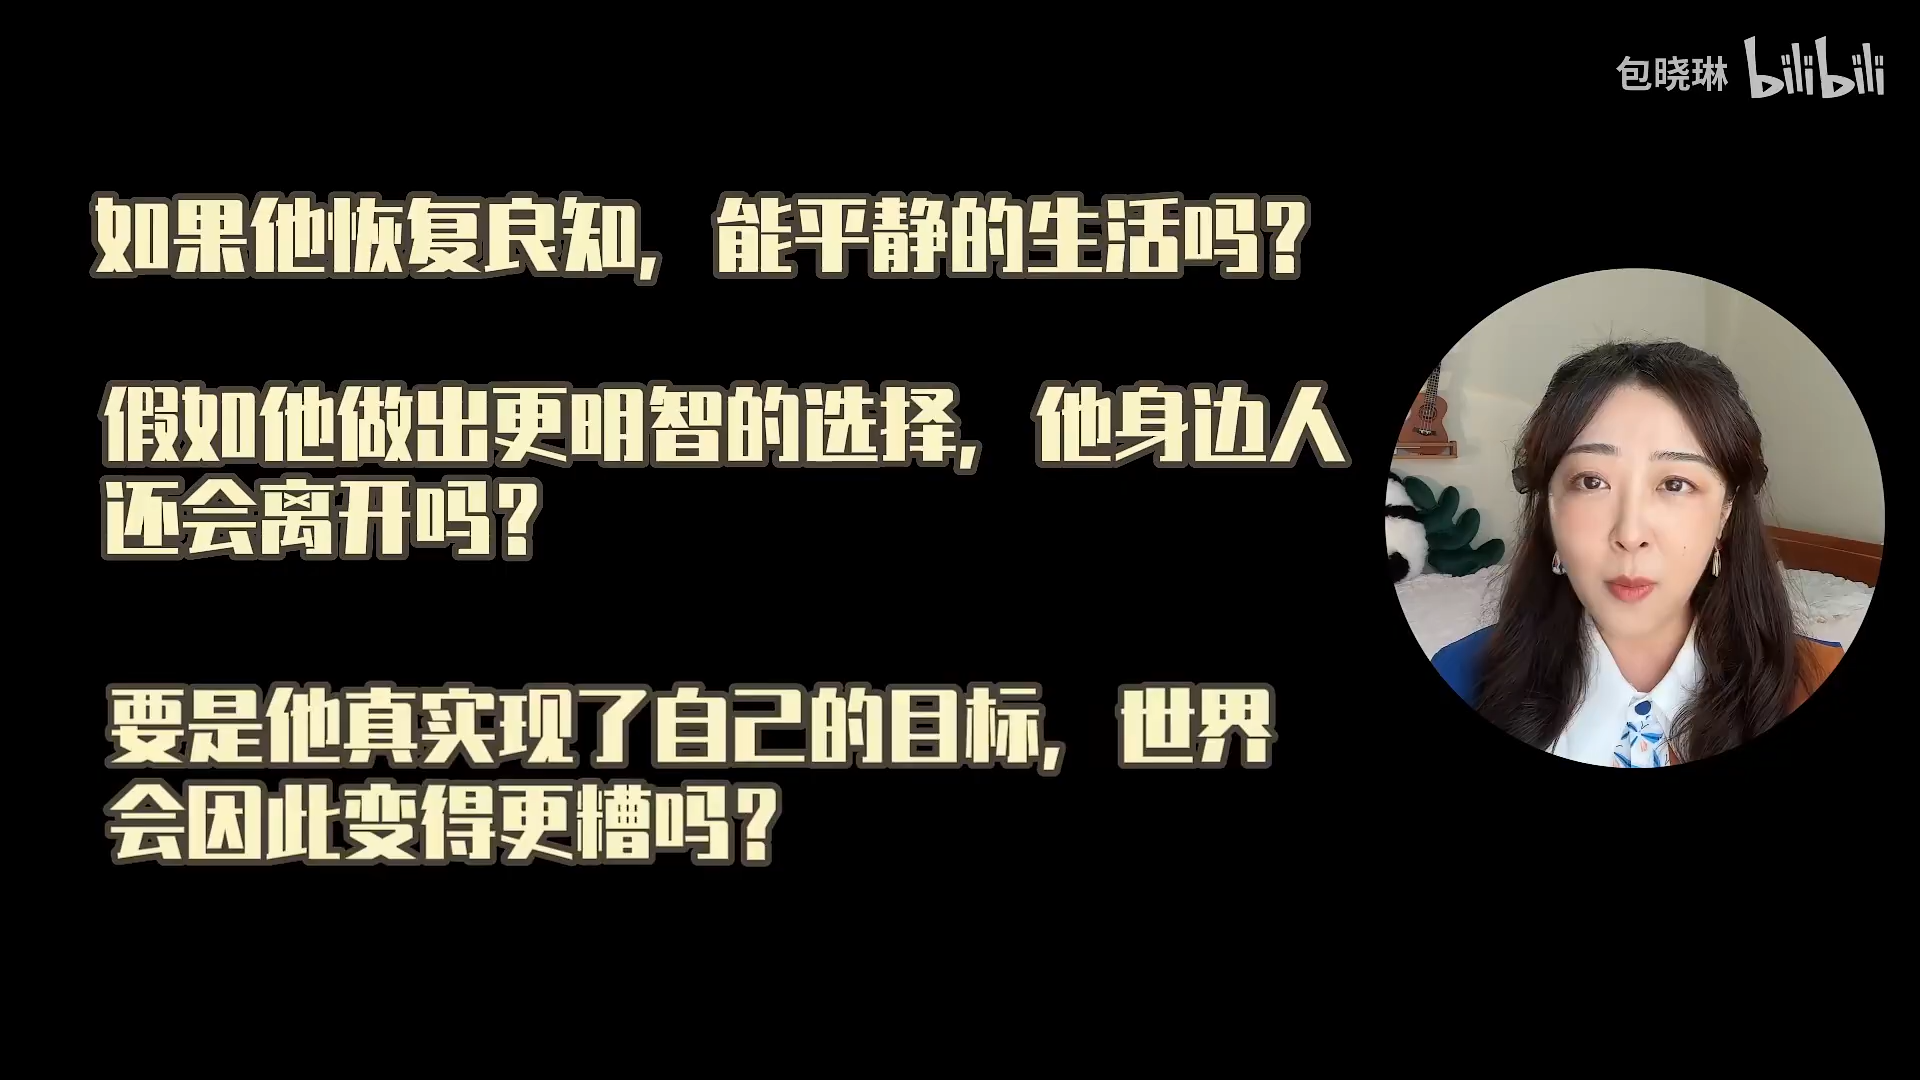 包晓琳 bilibili
如果他恢复良知，能平静的生活吗？
假如他做出更明智的选择，他身边人
还会离开吗？
要是他真实现了自己的目标，世界
会因此变得更糟吗？